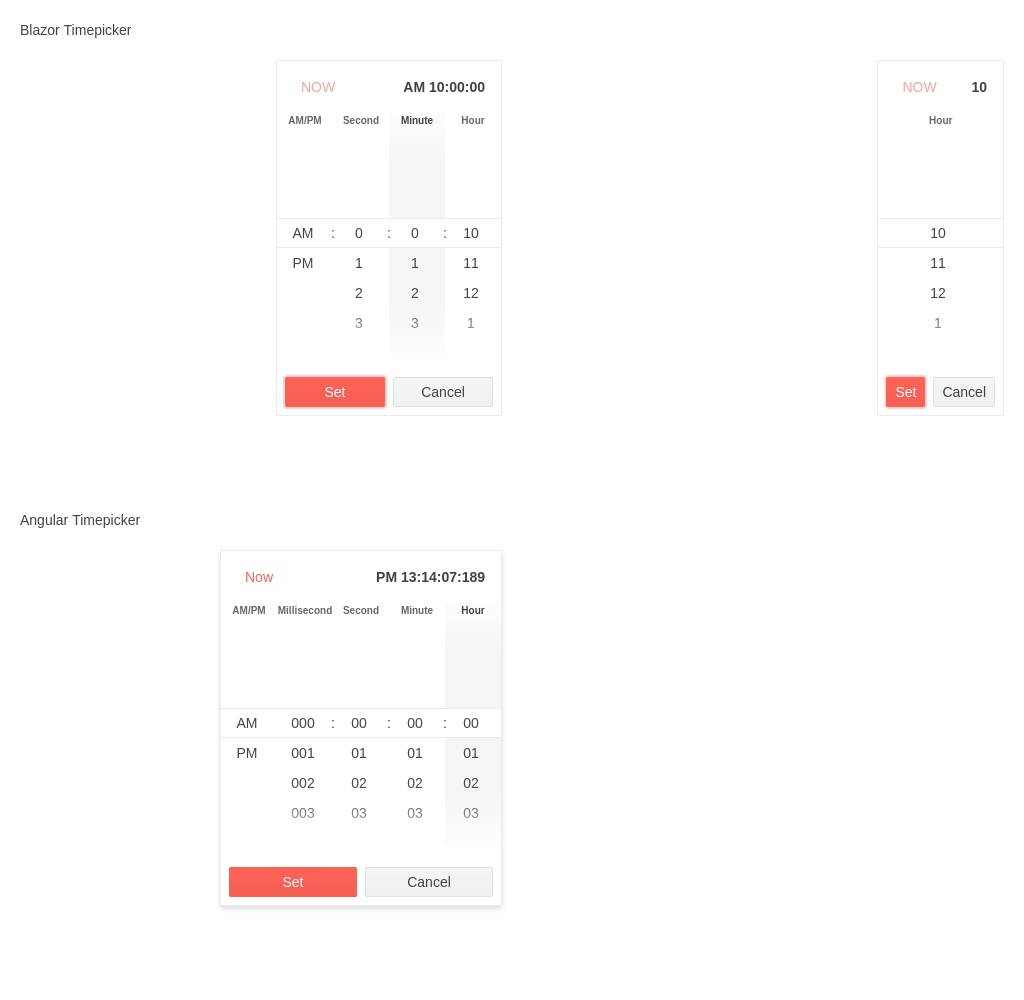 Blazor Timepicker
NOW AM 10:00:00
AM/PM Second Minute Hour
AM : 0 : 0 : 10
PM 1 1 11
2 2 12
3 3 1
Set Cancel
NOW 10
Hour
10
11
12
1
Set Cancel
Angular Timepicker
Now PM 13:14:07:189
AM/PM Millisecond Second Minute Hour
AM 000 : 00 : 00 : 00
PM 001 01 01 01
002 02 02 02
003 03 03 03
Set Cancel